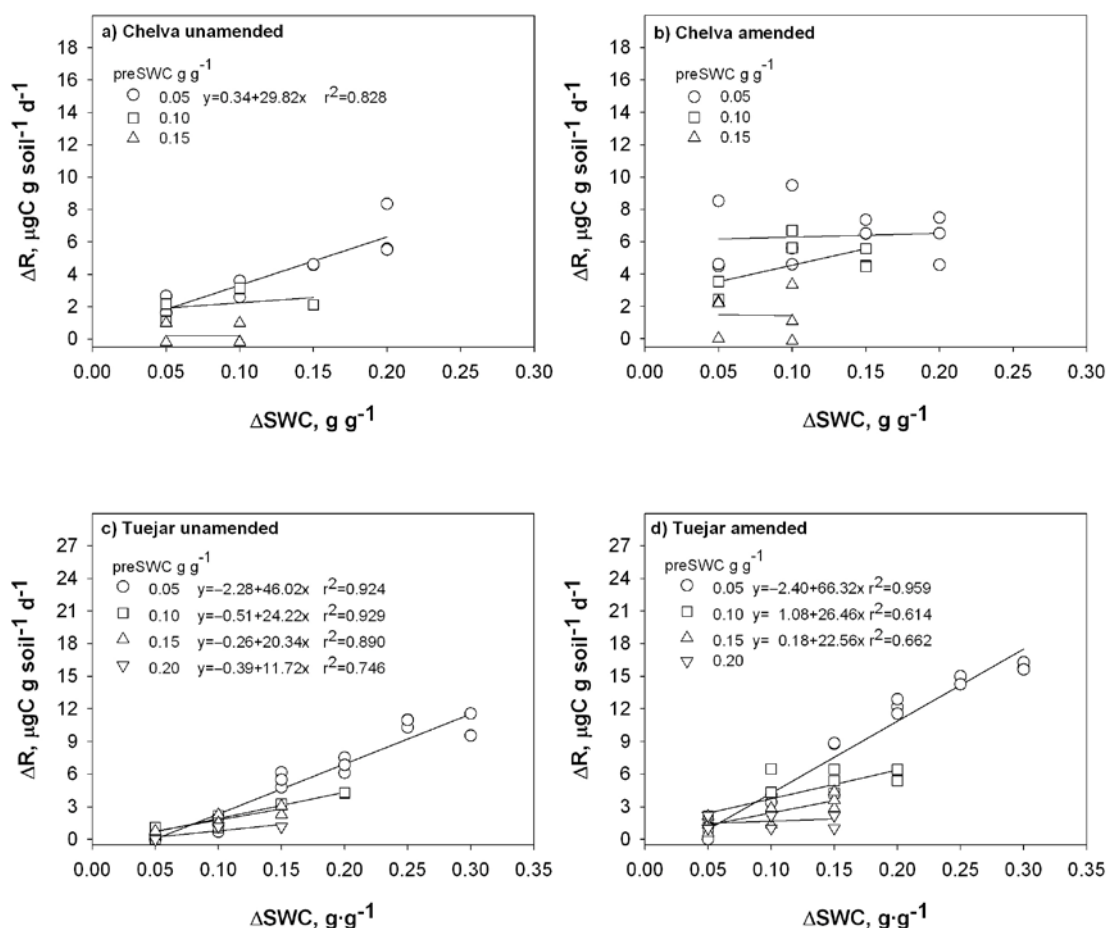 a) Chelva unamended
preSWC g g-1
0.05 y=0.34+29.82x r2=0.828
0.10
0.15
18
16
14
12
10
8
6
4
2
0
ΔR, µgC g soil-1 d-1
0.00 0.05 0.10 0.15 0.20 0.25 0.30
ΔSWC, g g-1
b) Chelva amended
preSWC g g-1
0.05
0.10
0.15
18
16
14
12
10
8
6
4
2
0
ΔR, µgC g soil-1 d-1
0.00 0.05 0.10 0.15 0.20 0.25 0.30
ΔSWC, g g-1
c) Tuejar unamended
preSWC g g-1
0.05 y=−2.28+46.02x r2=0.924
0.10 y=−0.51+24.22x r2=0.929
0.15 y=−0.26+20.34x r2=0.890
0.20 y=−0.39+11.72x r2=0.746
27
24
21
18
15
12
9
6
3
0
ΔR, µgC g soil-1 d-1
0.00 0.05 0.10 0.15 0.20 0.25 0.30 0.35
ΔSWC, g·g-1
d) Tuejar amended
preSWC g g-1
0.05 y=−2.40+66.32x r2=0.959
0.10 y= 1.08+26.46x r2=0.614
0.15 y= 0.18+22.56x r2=0.662
0.20
27
24
21
18
15
12
9
6
3
0
ΔR, µgC g soil-1 d-1
0.00 0.05 0.10 0.15 0.20 0.25 0.30 0.35
ΔSWC, g·g-1